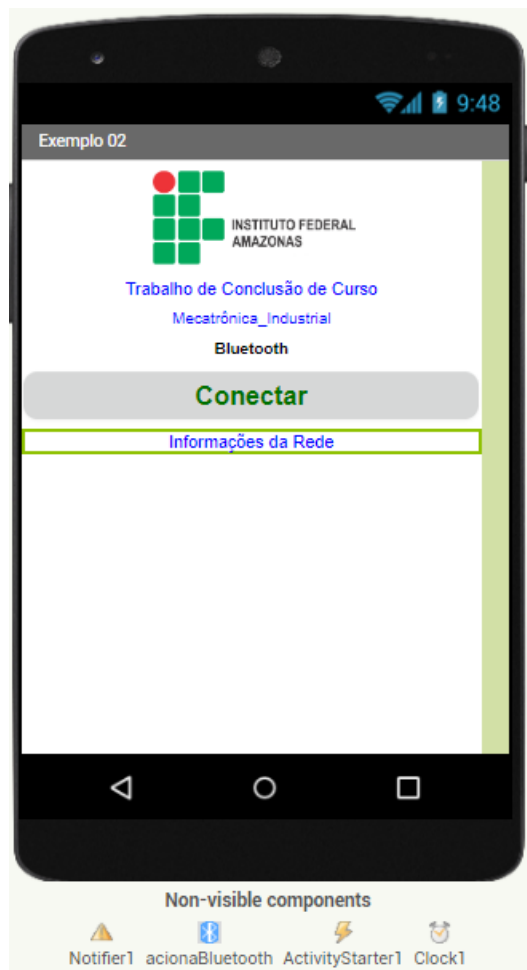 9:48
Exemplo 02
INSTITUTO FEDERAL
AMAZONAS
Trabalho de Conclusão de Curso
Mecatrônica_Industrial
Bluetooth
Conectar
Informações da Rede
Non-visible components
Notifier1 acionaBluetooth ActivityStarter1 Clock1